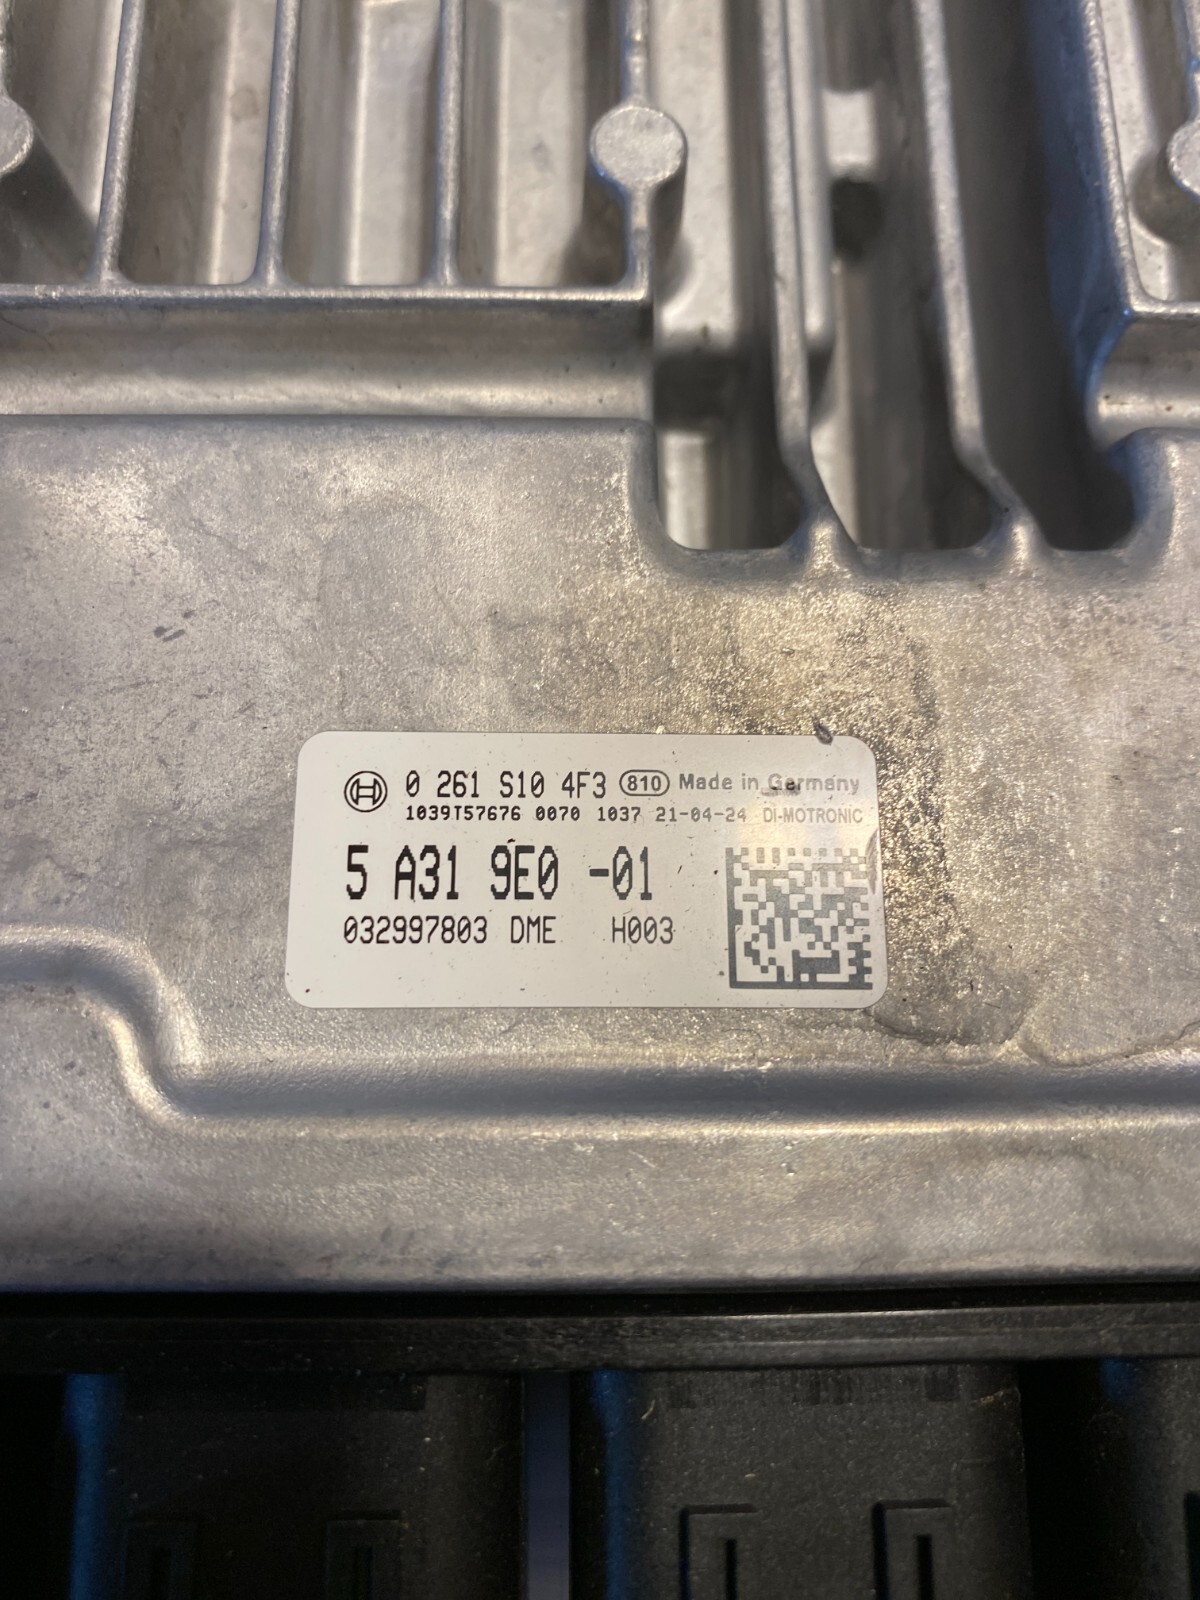 0 261 S10 4F3 810 Made in Germany
1039T57676 0070 1037 21-04-24 DI-MOTRONIC
5 A31 9E0 -01
032997803 DME H003